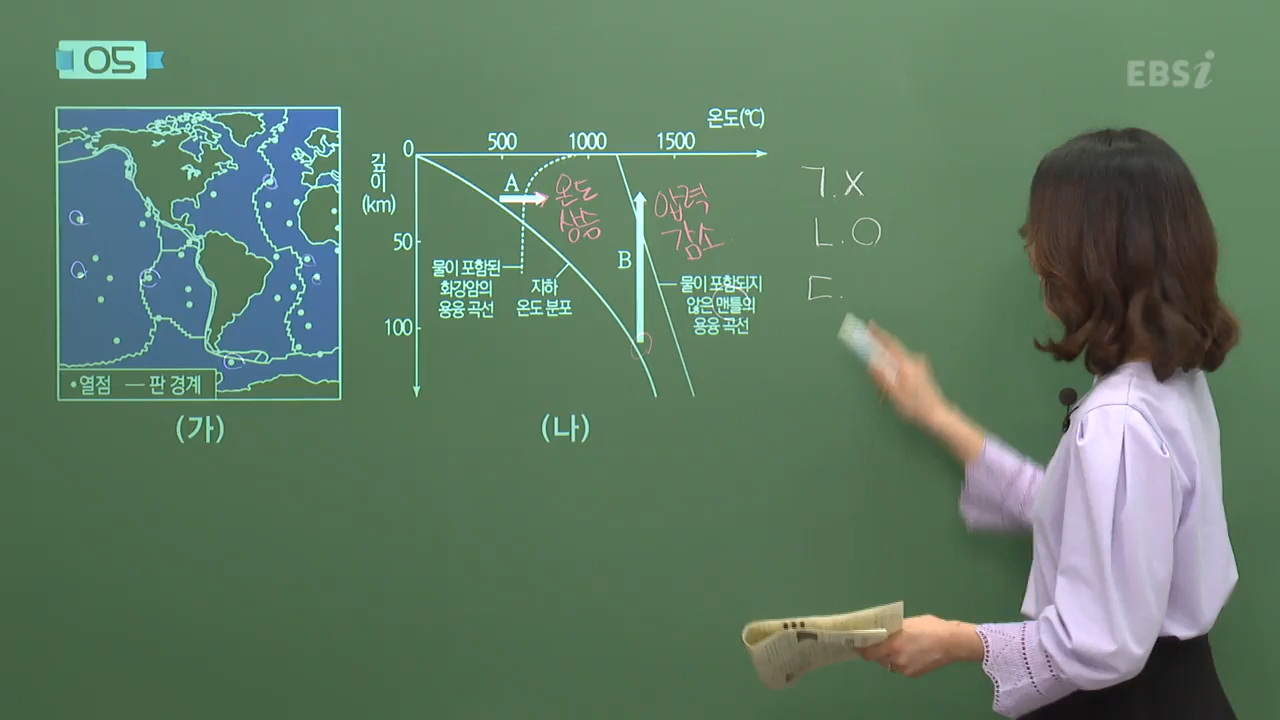 05
EBSi
•열점 ― 판 경계
(가)
온도(℃)
0 500 1000 1500
깊이(km)
50
100
A
온도
상승
압력
감소
B
물이 포함된
화강암의
용융 곡선
지하
온도 분포
물이 포함되지
않은 맨틀의
용융 곡선
(나)
ㄱ. X
ㄴ. O
ㄷ.